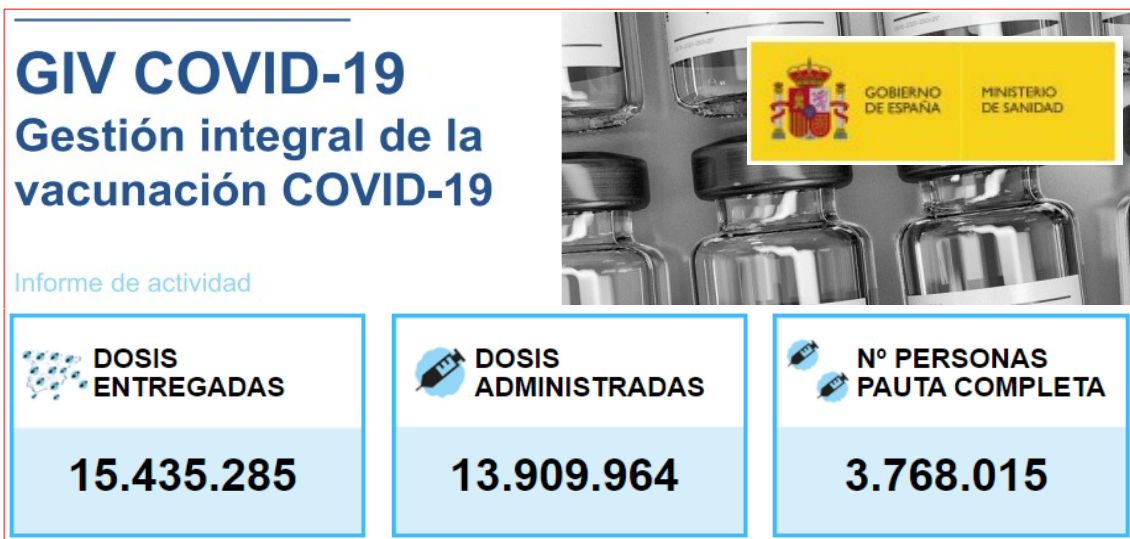 GIV COVID-19
Gestión integral de la
vacunación COVID-19
Informe de actividad
GOBIERNO
DE ESPAÑA
MINISTERIO
DE SANIDAD
DOSIS
ENTREGADAS
15.435.285
DOSIS
ADMINISTRADAS
13.909.964
Nº PERSONAS
PAUTA COMPLETA
3.768.015